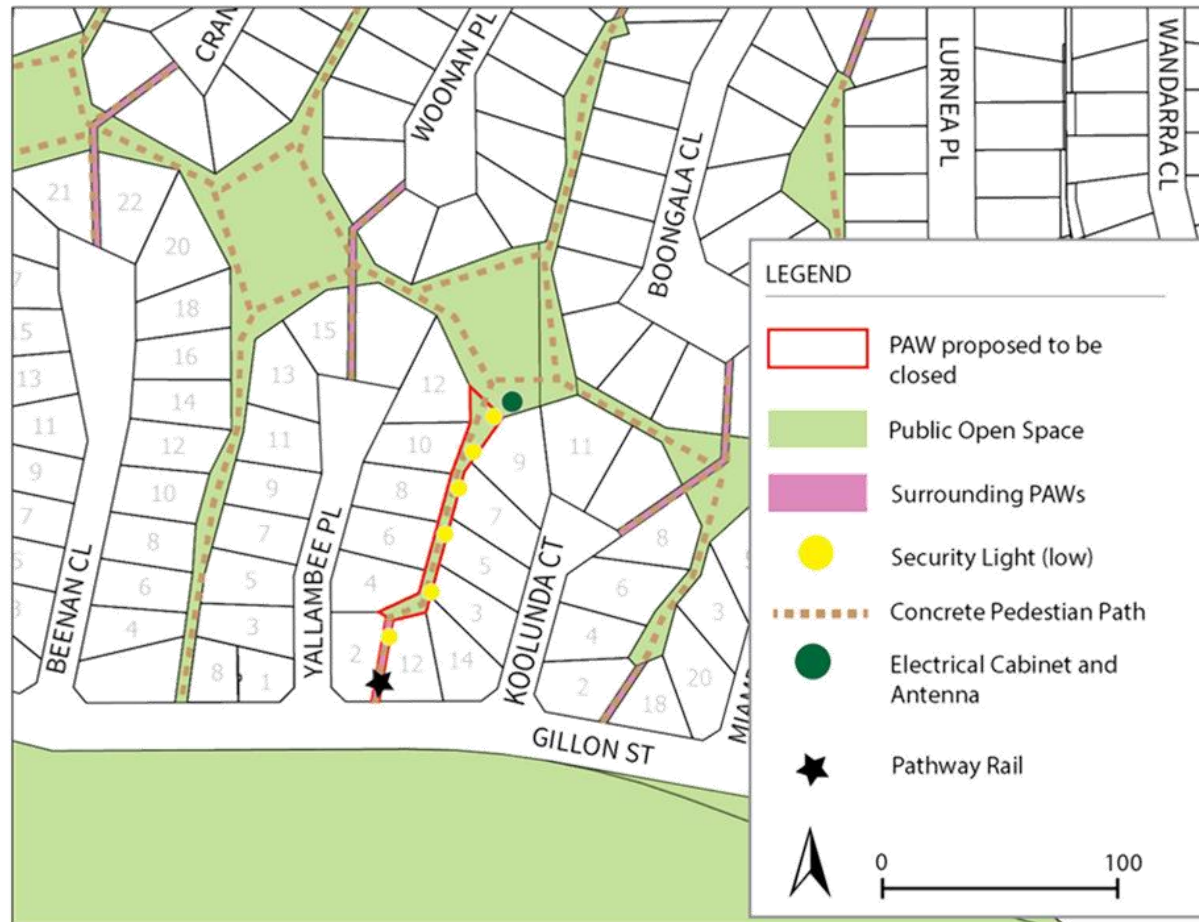 CRAN
WOONAN PL
LURNEA PL
WANDARRA CL
BOONGALA CL
21
22
20
18
15
15
16
13
12
13
14
11
10
11
9
11
12
9
8
10
9
7
7
6
8
7
8
5
6
5
4
6
3
4
3
3
2
12
14
4
8
1
2
18
20
BEENAN CL
YALLAMBEE PL
KOOLUNDA CT
GILLON ST
LEGEND
PAW proposed to be
closed
Public Open Space
Surrounding PAWs
Security Light (low)
Concrete Pedestian Path
Electrical Cabinet and
Antenna
Pathway Rail
0
100